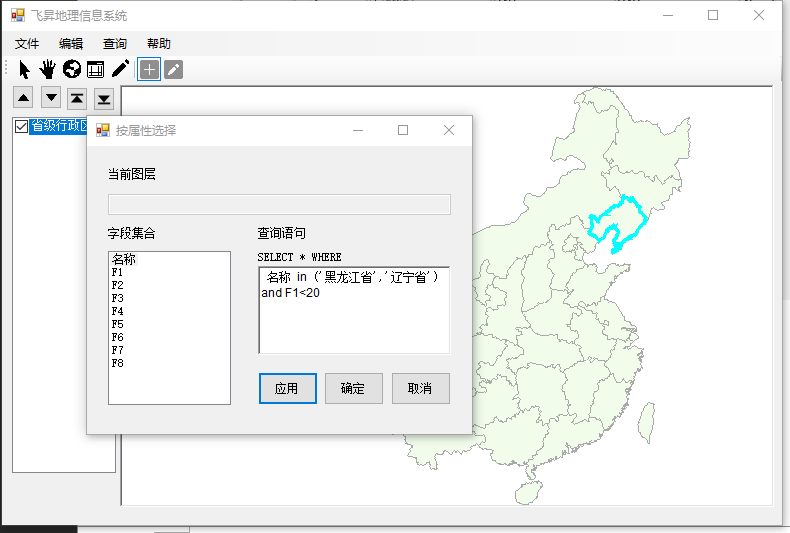 飞昇地理信息系统
文件 编辑 查询 帮助
省级行政区
按属性选择
当前图层
字段集合
名称
F1
F2
F3
F4
F5
F6
F7
F8
查询语句
SELECT * WHERE
名称 in ('黑龙江省','辽宁省')
and F1<20
应用 确定 取消